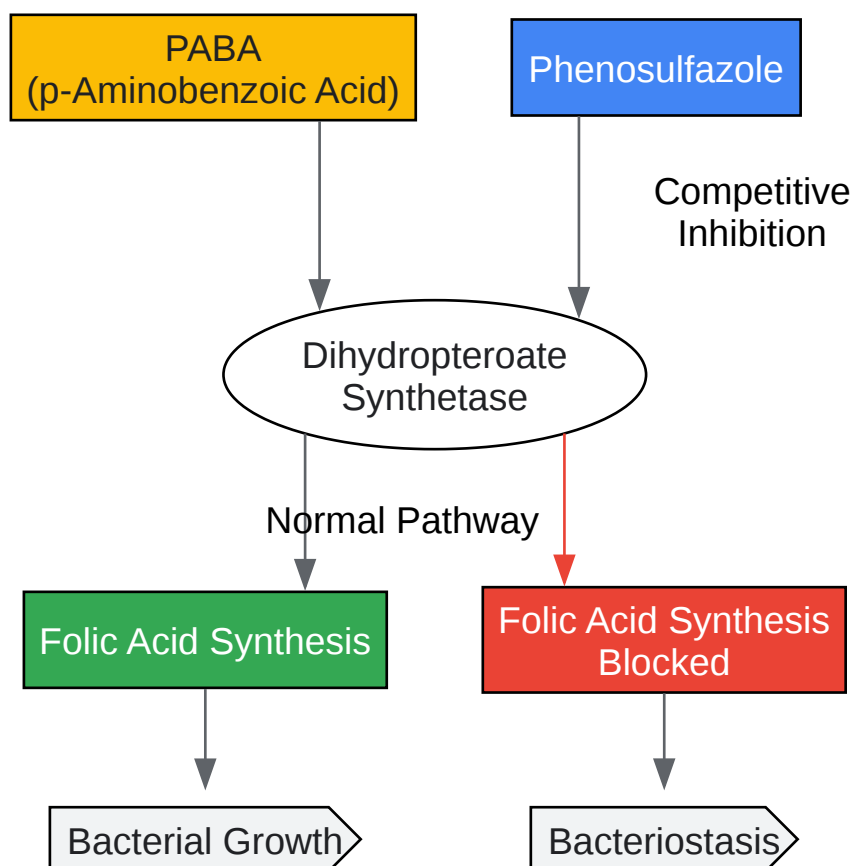 PABA
(p-Aminobenzoic Acid)
Phenosulfazole
Competitive
Inhibition
Dihydropteroate
Synthetase
Normal Pathway
Folic Acid Synthesis
Folic Acid Synthesis
Blocked
Bacterial Growth
Bacteriostasis